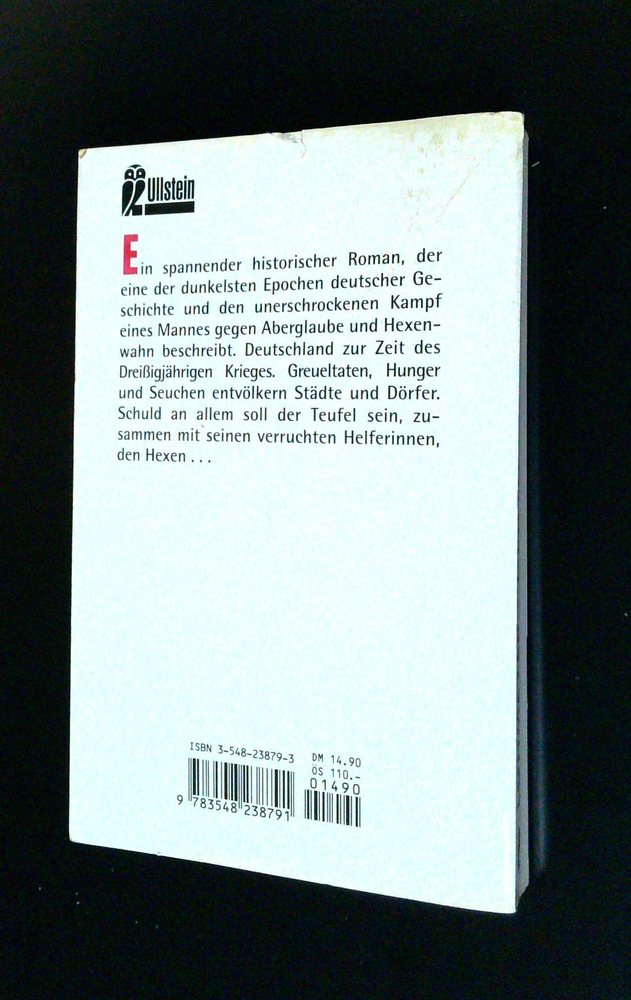 Ullstein
Ein spannender historischer Roman, der
eine der dunkelsten Epochen deutscher Ge-
schichte und den unerschrockenen Kampf
eines Mannes gegen Aberglaube und Hexen-
wahn beschreibt. Deutschland zur Zeit des
Dreißigjährigen Krieges. Greueltaten, Hunger
und Seuchen entvölkern Städte und Dörfer.
Schuld an allem soll der Teufel sein, zu-
sammen mit seinen verruchten Helferinnen,
den Hexen . . .
ISBN 3-548-23879-3
DM 14.90
ÖS 110.-
01490
9 783548 238791